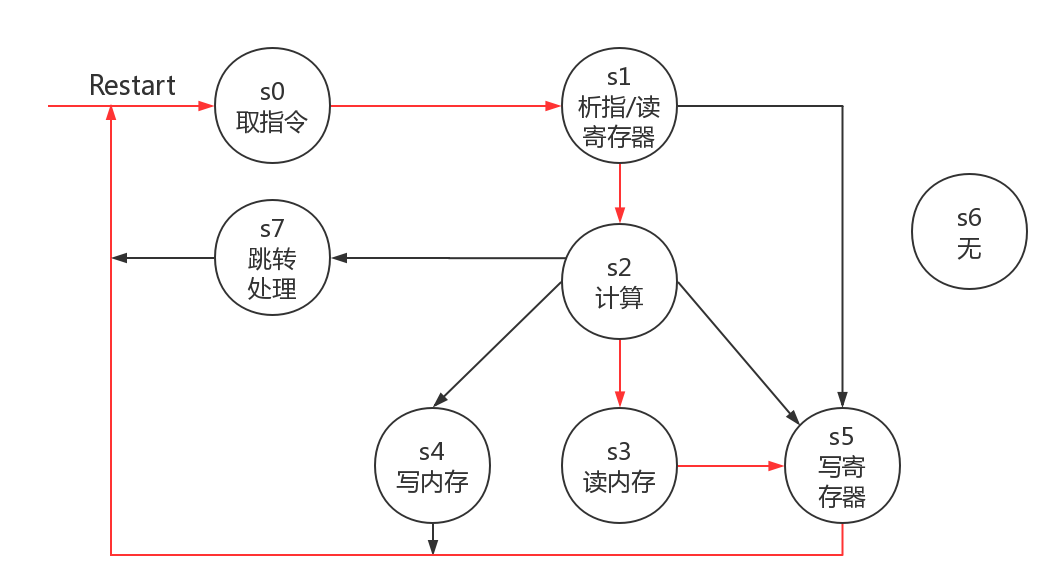 Restart
s0
取指令
s1
析指/读
寄存器
s6
无
s7
跳转
处理
s2
计算
s4
写内存
s3
读内存
s5
写寄
存器